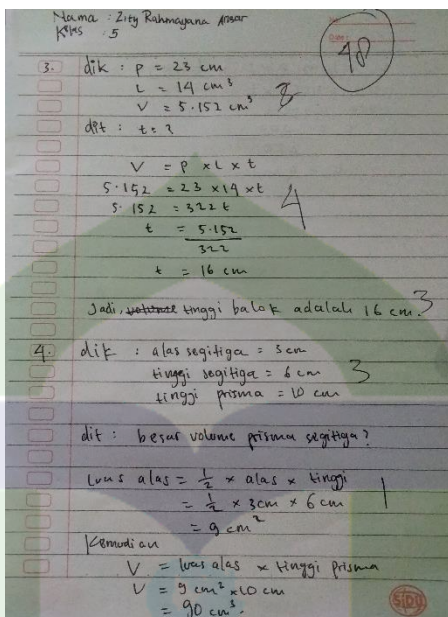 Nama : Zity Rahmayana Ansar
Kelas : 5
48
3. dik : p = 23 cm
L = 14 cm³
V = 5.152 cm³ 3
dit : t = ?
V = p x L x t
5.152 = 23 x 14 x t
5.152 = 322 t 4
t = 5.152
322
t = 16 cm
Jadi, tinggi balok adalah 16 cm. 3
4. dik : alas segitiga = 3 cm
tinggi segitiga = 6 cm 3
tinggi prisma = 10 cm
dit : besar volume prisma segitiga?
luas alas = 1/2 x alas x tinggi
= 1/2 x 3cm x 6 cm 1
= 9 cm²
Kemudian
V = luas alas x tinggi prisma
V = 9 cm² x 10 cm
= 90 cm³.
SIDU